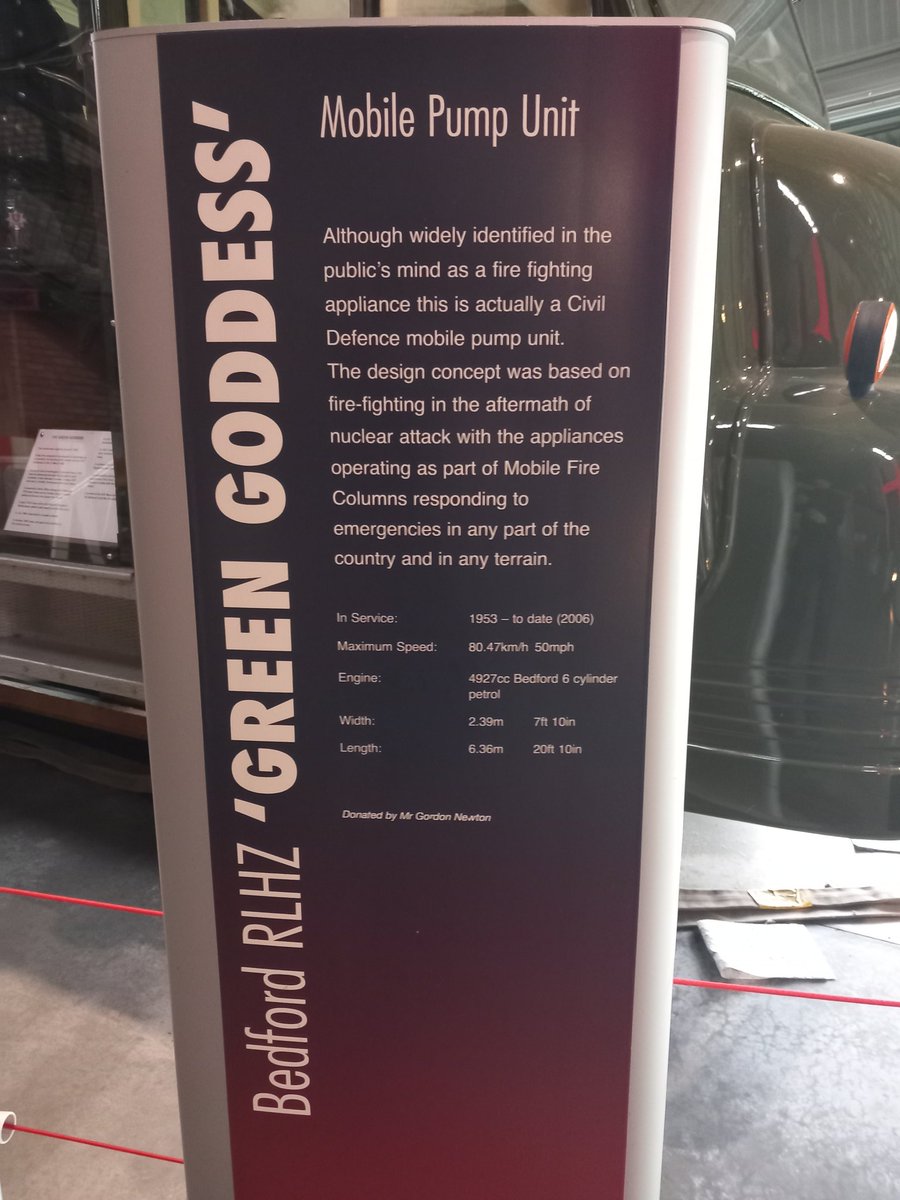 Bedford RLHZ 'GREEN GODDESS'
Mobile Pump Unit
Although widely identified in the
public's mind as a fire fighting
appliance this is actually a Civil
Defence mobile pump unit.
The design concept was based on
fire-fighting in the aftermath of
nuclear attack with the appliances
operating as part of Mobile Fire
Columns responding to
emergencies in any part of the
country and in any terrain.
In Service: 1953 – to date (2006)
Maximum Speed: 80.47km/h 50mph
Engine: 4927cc Bedford 6 cylinder
petrol
Width: 2.39m 7ft 10in
Length: 6.36m 20ft 10in
Donated by Mr Gordon Newton